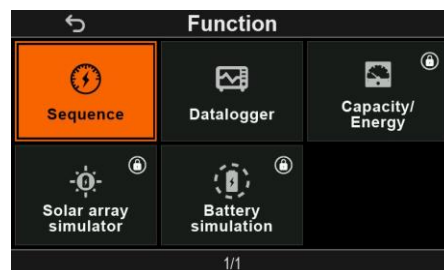 Function
Sequence
Datalogger
Capacity/
Energy
Solar array
simulator
Battery
simulation
1/1